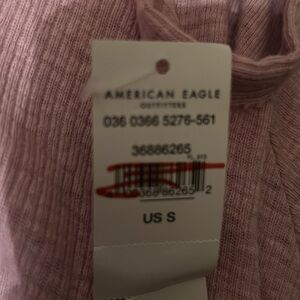 AMERICAN EAGLE
OUTFITTERS
036 0366 5276-561
36886265
US S